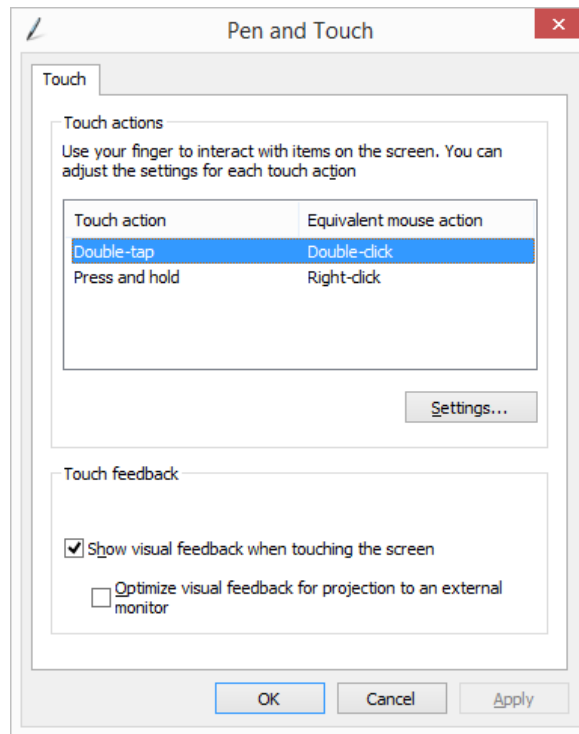 Pen and Touch
Touch
Touch actions
Use your finger to interact with items on the screen. You can
adjust the settings for each touch action
Touch action Equivalent mouse action
Double-tap Double-click
Press and hold Right-click
Settings...
Touch feedback
Show visual feedback when touching the screen
Optimize visual feedback for projection to an external
monitor
OK Cancel Apply